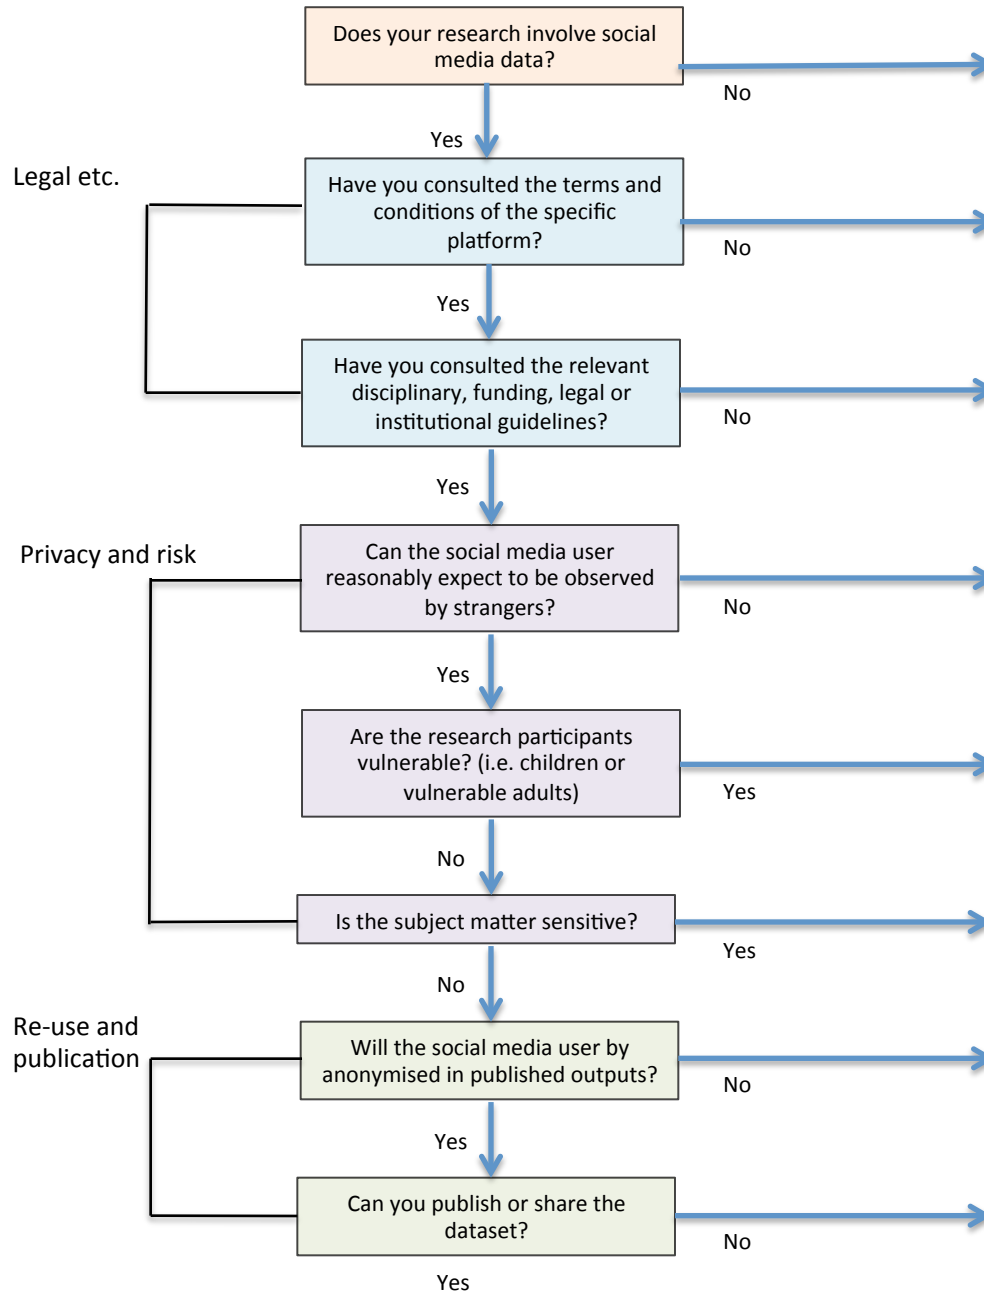 Does your research involve social
media data?
No
Yes
Legal etc.
Have you consulted the terms and
conditions of the specific
platform?
No
Yes
Have you consulted the relevant
disciplinary, funding, legal or
institutional guidelines?
No
Yes
Privacy and risk
Can the social media user
reasonably expect to be observed
by strangers?
No
Yes
Are the research participants
vulnerable? (i.e. children or
vulnerable adults)
Yes
No
Is the subject matter sensitive?
Yes
No
Re-use and
publication
Will the social media user by
anonymised in published outputs?
No
Yes
Can you publish or share the
dataset?
No
Yes